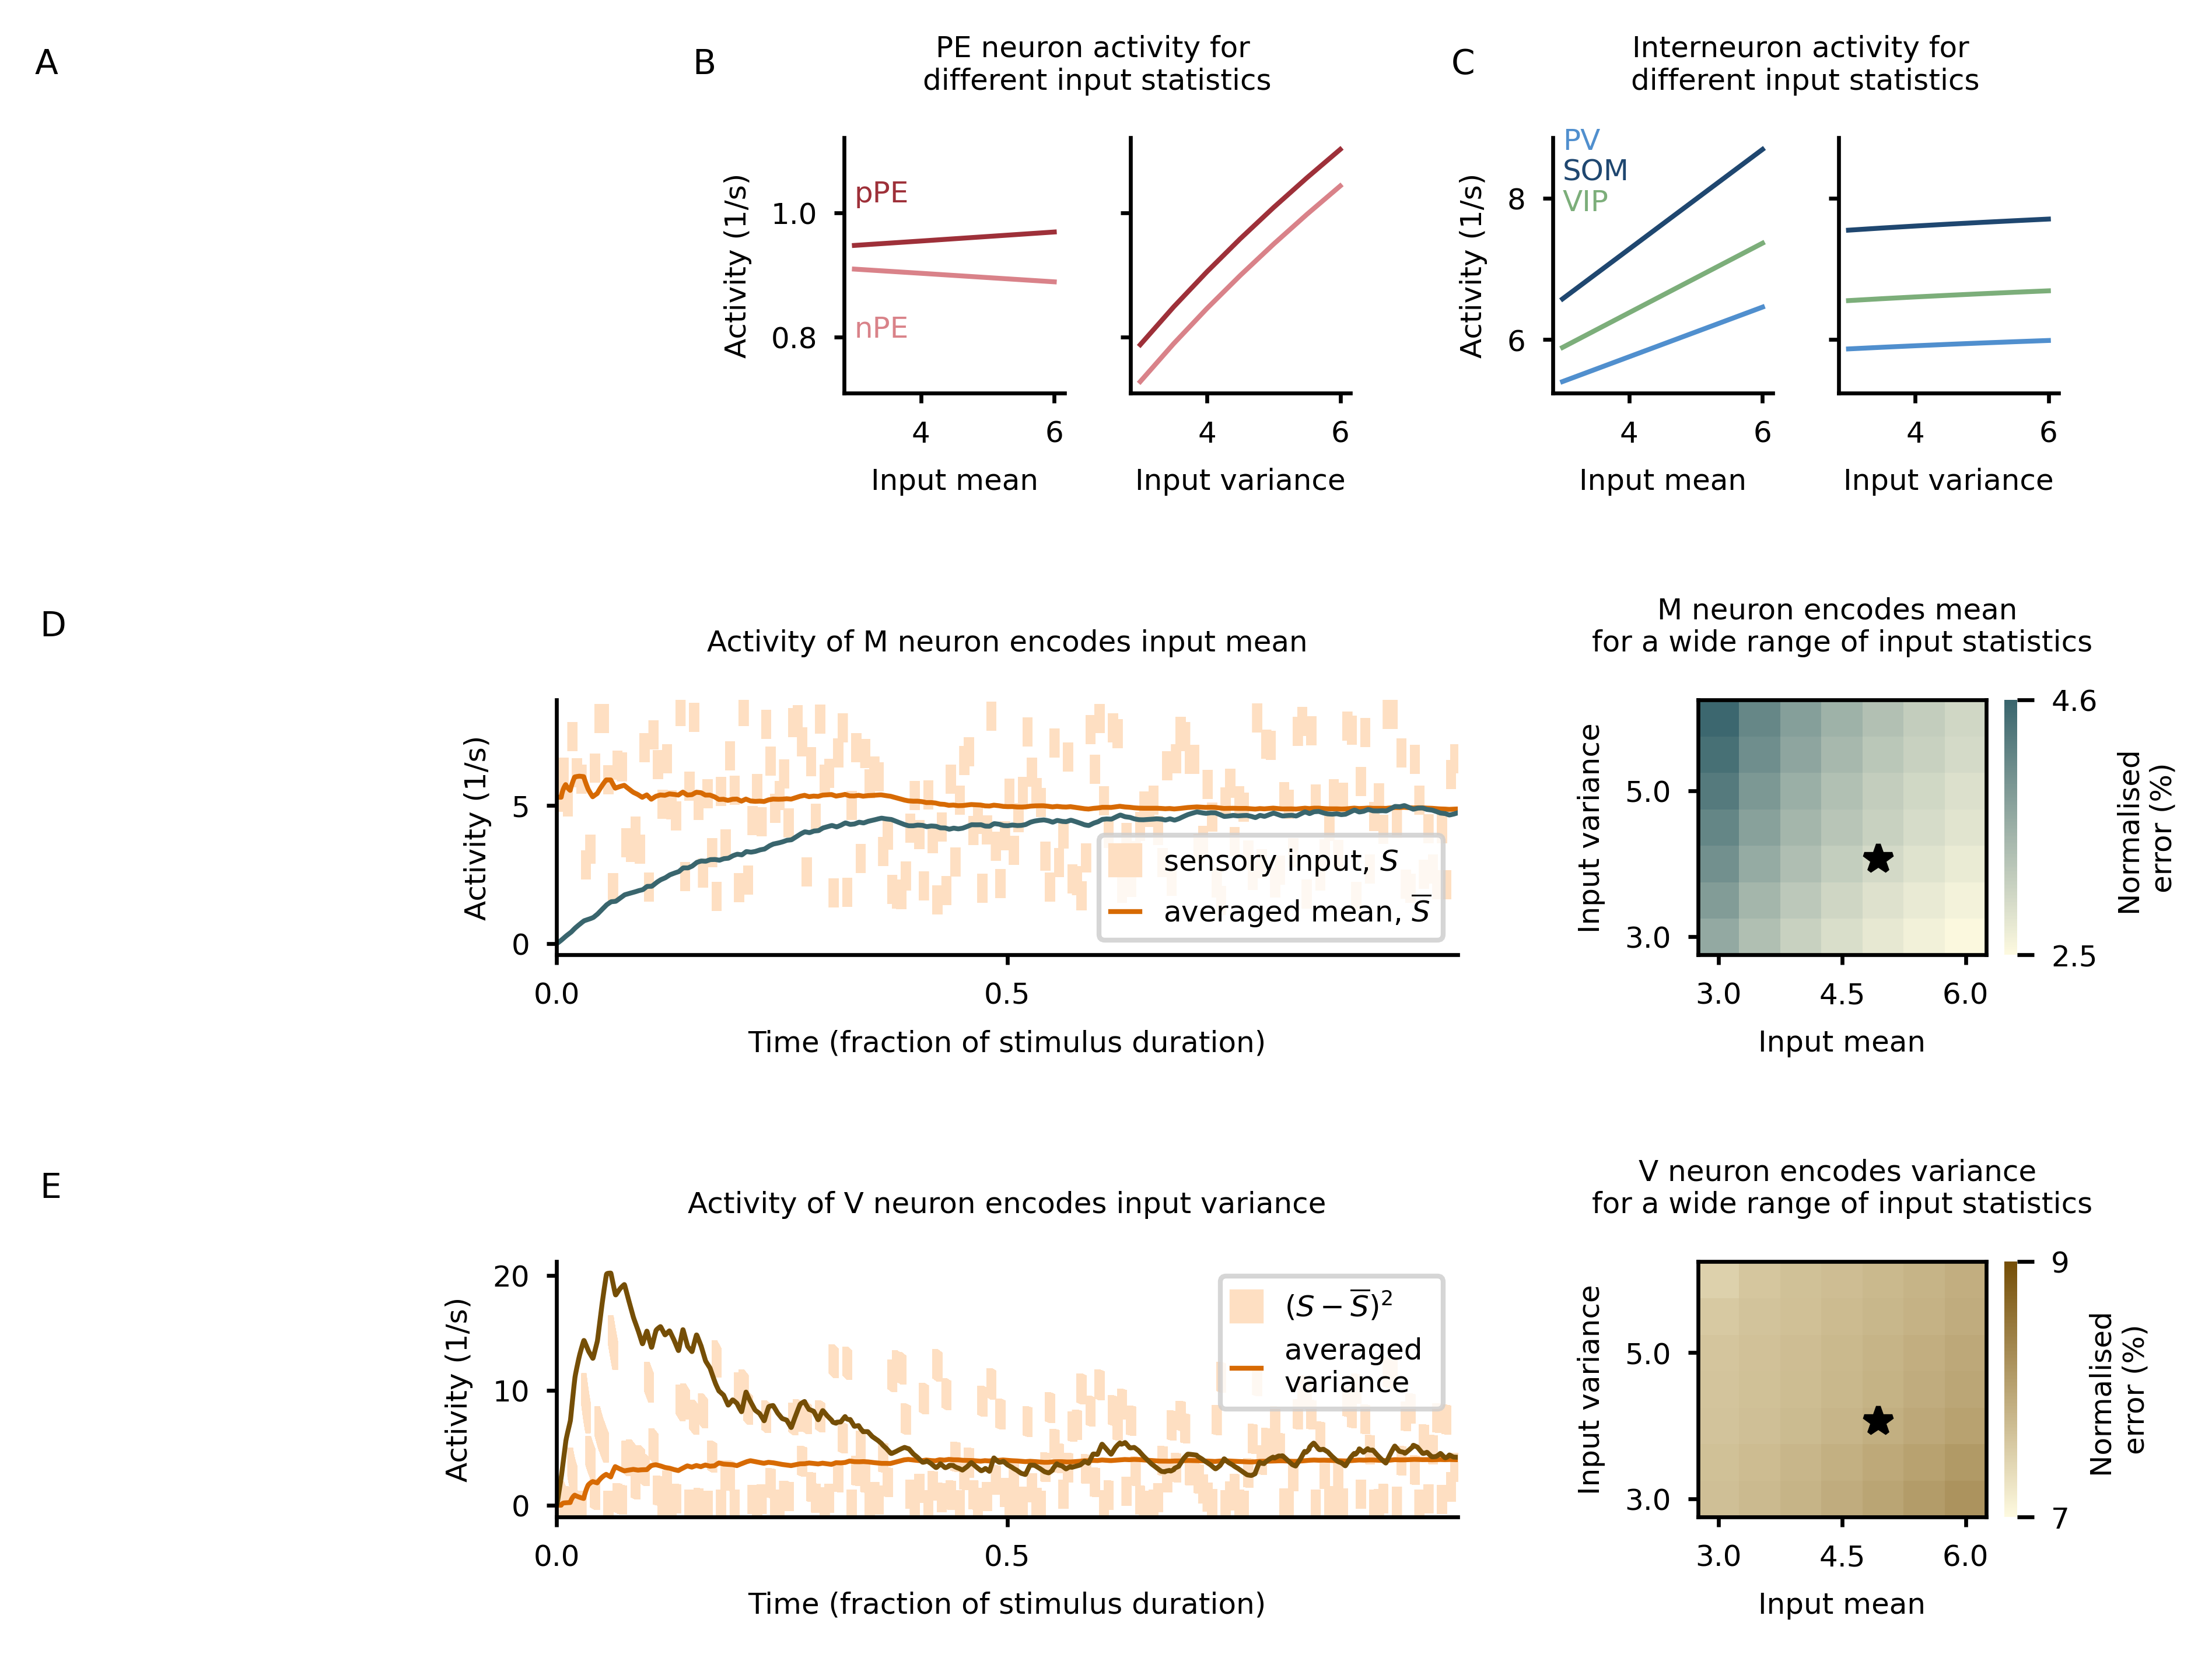 A
B
PE neuron activity for
different input statistics
Activity (1/s)
1.0
0.8
pPE
nPE
4
6
Input mean
4
6
Input variance
C
Interneuron activity for
different input statistics
Activity (1/s)
8
6
PV
SOM
VIP
4
6
Input mean
4
6
Input variance
D
Activity of M neuron encodes input mean
Activity (1/s)
5
0
sensory input, S
averaged mean, S̅
0.0
0.5
Time (fraction of stimulus duration)
M neuron encodes mean
for a wide range of input statistics
Input variance
5.0
3.0
3.0
4.5
6.0
Input mean
4.6
2.5
Normalised
error (%)
E
Activity of V neuron encodes input variance
Activity (1/s)
20
10
0
(S − S̅)²
averaged
variance
0.0
0.5
Time (fraction of stimulus duration)
V neuron encodes variance
for a wide range of input statistics
Input variance
5.0
3.0
3.0
4.5
6.0
Input mean
9
7
Normalised
error (%)